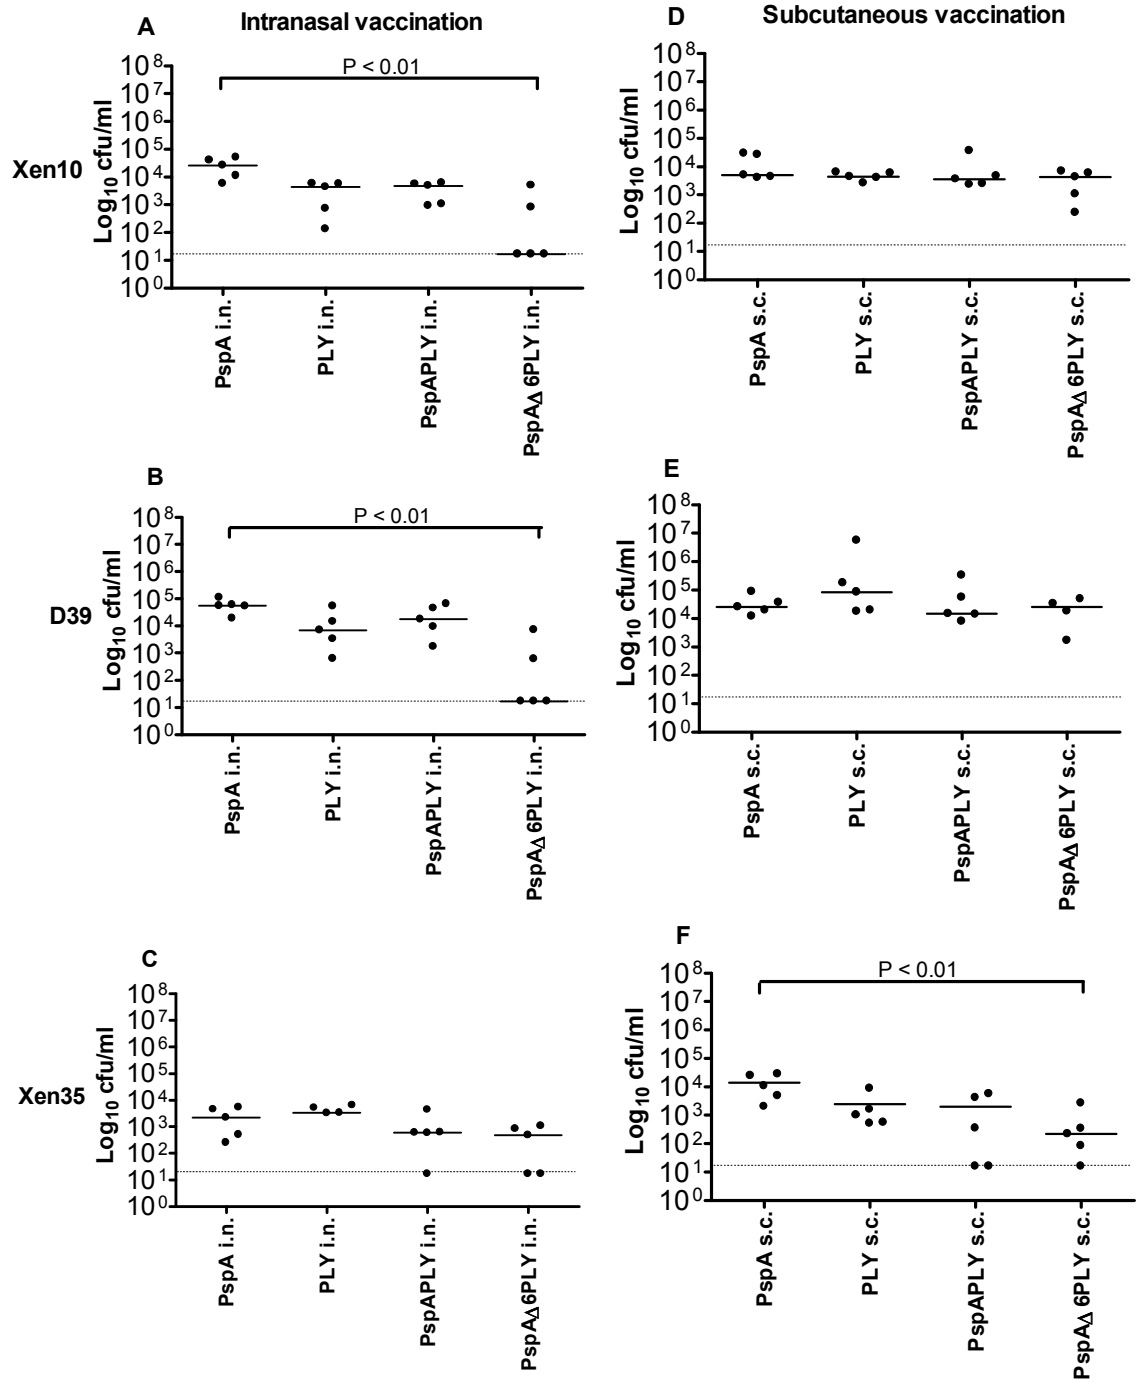 Intranasal vaccination
Subcutaneous vaccination
Xen10
D39
Xen35
A
P < 0.01
Log10 cfu/ml
10^8
10^7
10^6
10^5
10^4
10^3
10^2
10^1
10^0
PspA i.n.
PLY i.n.
PspAPLY i.n.
PspAΔ6PLY i.n.
D
Log10 cfu/ml
10^8
10^7
10^6
10^5
10^4
10^3
10^2
10^1
10^0
PspA s.c.
PLY s.c.
PspAPLY s.c.
PspAΔ6PLY s.c.
B
P < 0.01
Log10 cfu/ml
10^8
10^7
10^6
10^5
10^4
10^3
10^2
10^1
10^0
PspA i.n.
PLY i.n.
PspAPLY i.n.
PspAΔ6PLY i.n.
E
Log10 cfu/ml
10^8
10^7
10^6
10^5
10^4
10^3
10^2
10^1
10^0
PspA s.c.
PLY s.c.
PspAPLY s.c.
PspAΔ6PLY s.c.
C
Log10 cfu/ml
10^8
10^7
10^6
10^5
10^4
10^3
10^2
10^1
10^0
PspA i.n.
PLY i.n.
PspAPLY i.n.
PspAΔ6PLY i.n.
F
P < 0.01
Log10 cfu/ml
10^8
10^7
10^6
10^5
10^4
10^3
10^2
10^1
10^0
PspA s.c.
PLY s.c.
PspAPLY s.c.
PspAΔ6PLY s.c.